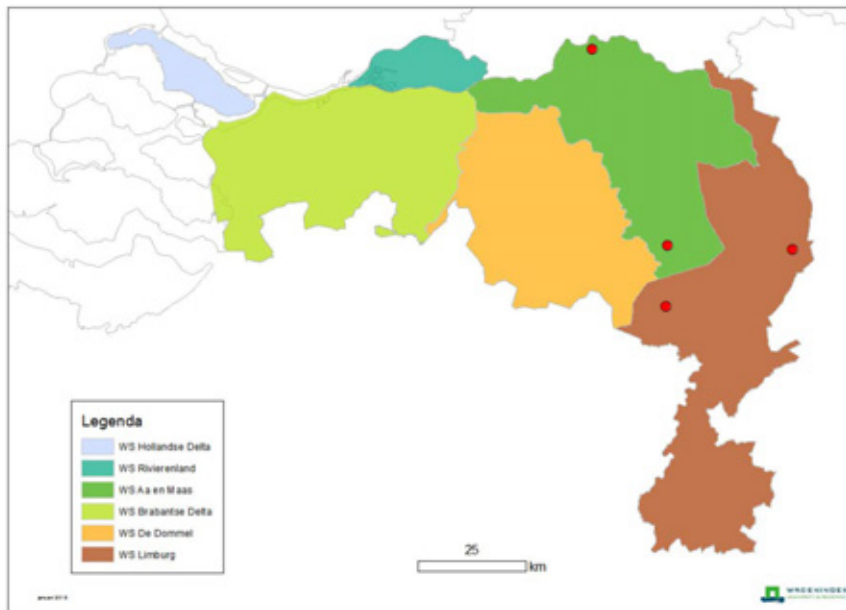 Legenda
WS Hollandse Delta
WS Rivierenland
WS Aa en Maas
WS Brabantse Delta
WS De Dommel
WS Limburg
25
km
WAGENINGEN